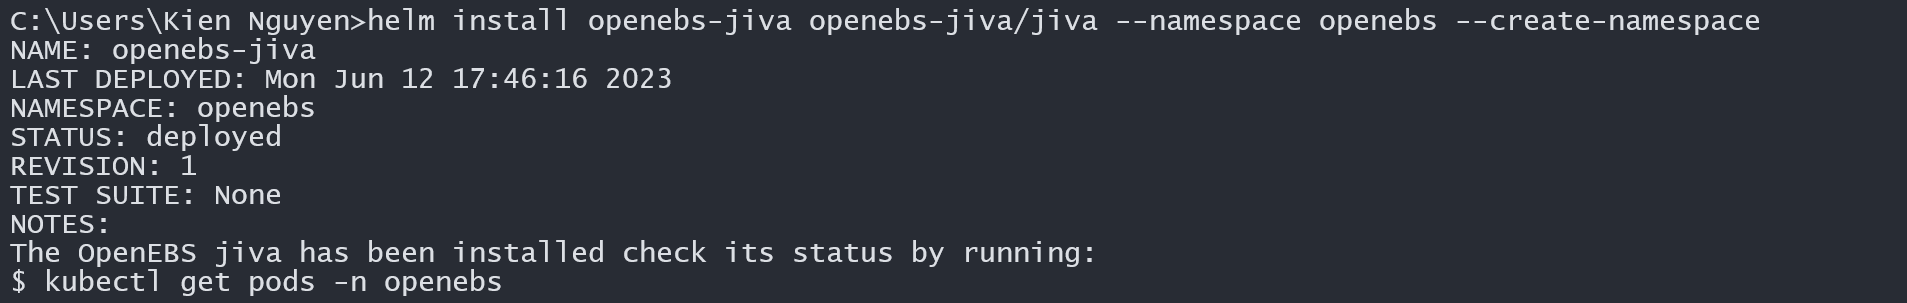 C:\Users\Kien Nguyen>helm install openebs-jiva openebs-jiva/jiva --namespace openebs --create-namespace
NAME: openebs-jiva
LAST DEPLOYED: Mon Jun 12 17:46:16 2023
NAMESPACE: openebs
STATUS: deployed
REVISION: 1
TEST SUITE: None
NOTES:
The OpenEBS jiva has been installed check its status by running:
$ kubectl get pods -n openebs